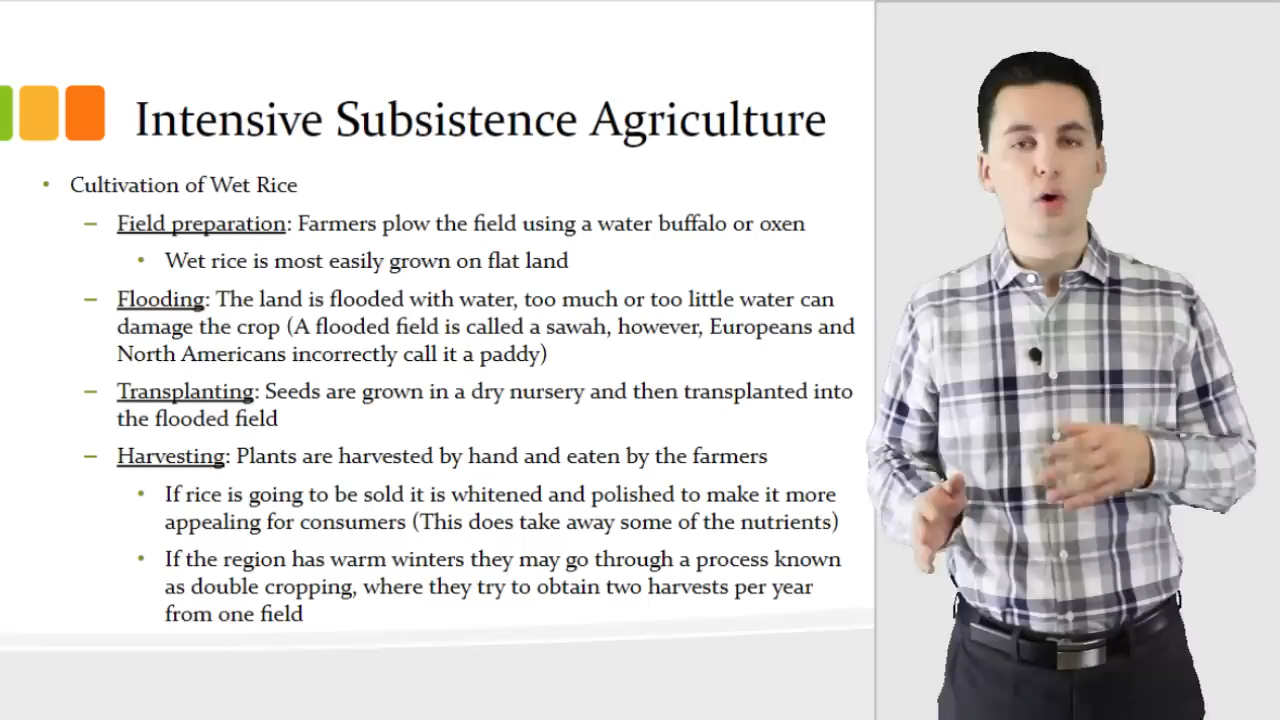 Intensive Subsistence Agriculture
• Cultivation of Wet Rice
– Field preparation: Farmers plow the field using a water buffalo or oxen
• Wet rice is most easily grown on flat land
– Flooding: The land is flooded with water, too much or too little water can
damage the crop (A flooded field is called a sawah, however, Europeans and
North Americans incorrectly call it a paddy)
– Transplanting: Seeds are grown in a dry nursery and then transplanted into
the flooded field
– Harvesting: Plants are harvested by hand and eaten by the farmers
• If rice is going to be sold it is whitened and polished to make it more
appealing for consumers (This does take away some of the nutrients)
• If the region has warm winters they may go through a process known
as double cropping, where they try to obtain two harvests per year
from one field